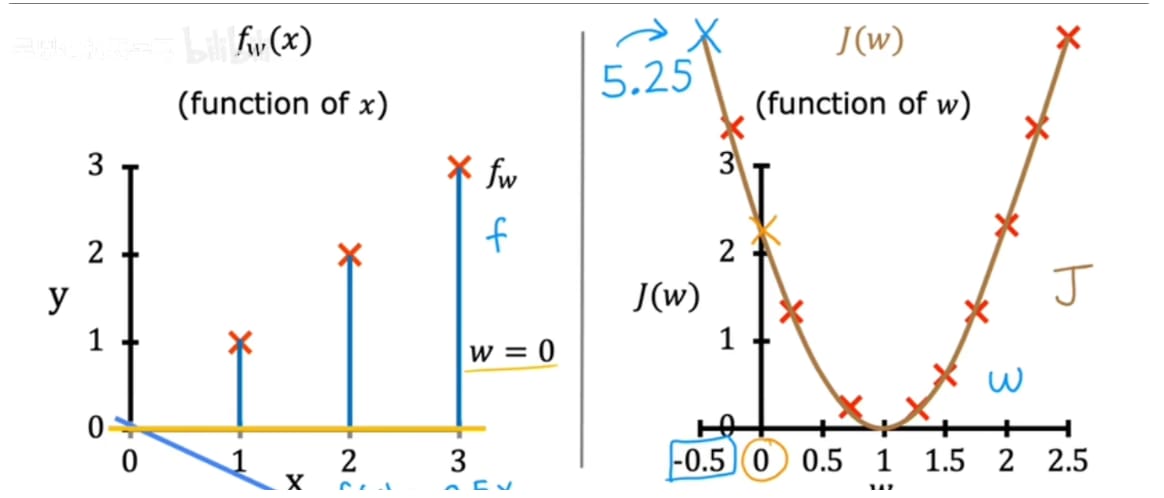 bilibili
f_w(x)
(function of x)
3
2
1
0
y
0 1 2 3
x
f_w
f
w = 0
5.25
J(w)
(function of w)
3
2
1
0
J(w)
J
w
-0.5 0 0.5 1 1.5 2 2.5